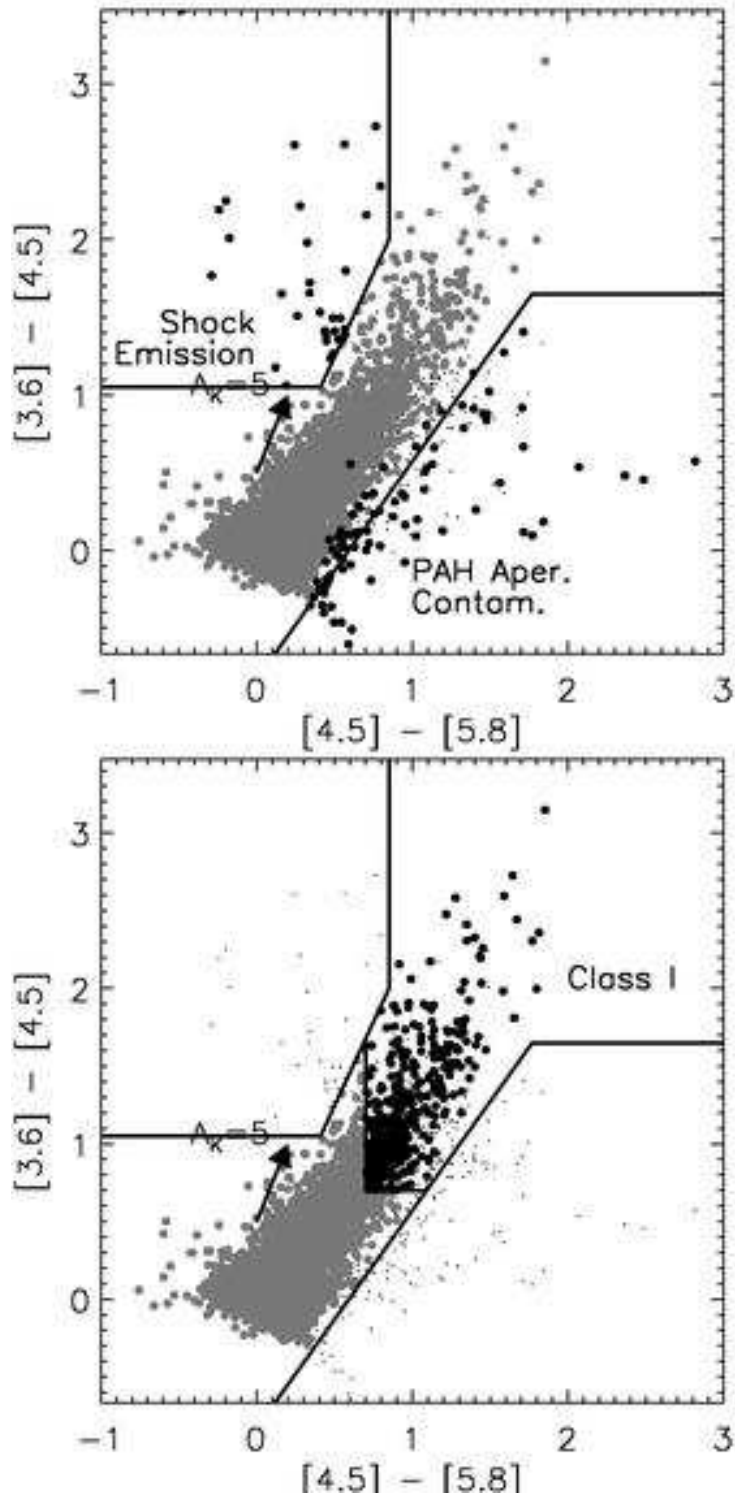 3
2
1
0
[3.6] – [4.5]
Shock
Emission
A_K=5
PAH Aper.
Contam.
-1 0 1 2 3
[4.5] – [5.8]
3
2
1
0
[3.6] – [4.5]
Class I
A_K=5
-1 0 1 2 3
[4.5] – [5.8]